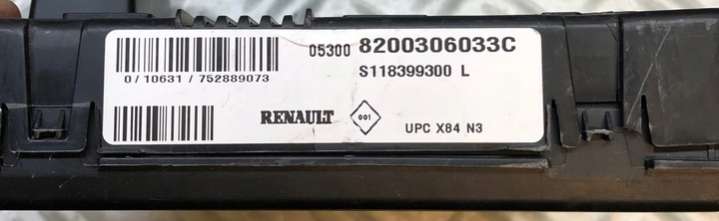 05300 8200306033C
S118399300 L
0/10631/752889073
RENAULT 001
UPC X84 N3